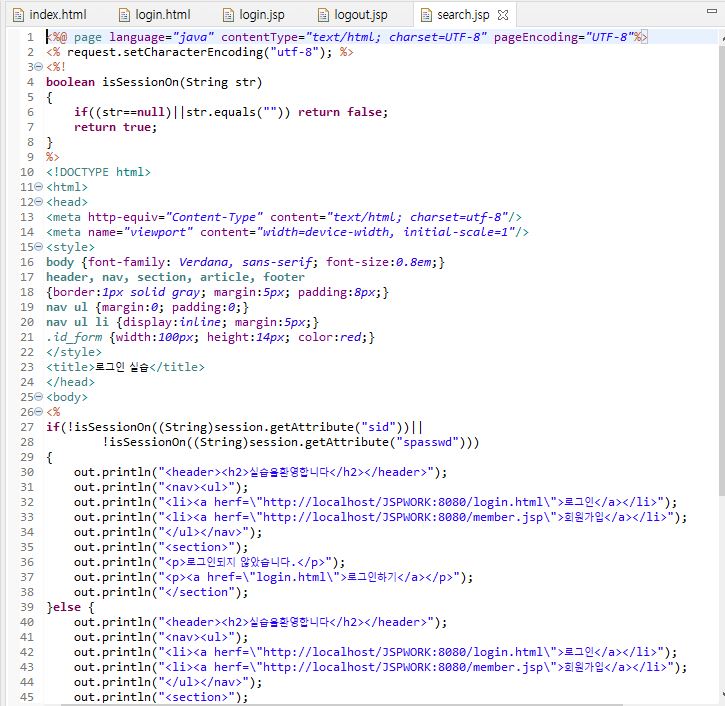 index.html login.html login.jsp logout.jsp search.jsp
1 <%@ page language="java" contentType="text/html; charset=UTF-8" pageEncoding="UTF-8"%>
2 <% request.setCharacterEncoding("utf-8"); %>
3 <%!
4 boolean isSessionOn(String str)
5 {
6     if((str==null)||str.equals("")) return false;
7     return true;
8 }
9 %>
10 <!DOCTYPE html>
11 <html>
12 <head>
13 <meta http-equiv="Content-Type" content="text/html; charset=utf-8"/>
14 <meta name="viewport" content="width=device-width, initial-scale=1"/>
15 <style>
16 body {font-family: Verdana, sans-serif; font-size:0.8em;}
17 header, nav, section, article, footer
18 {border:1px solid gray; margin:5px; padding:8px;}
19 nav ul {margin:0; padding:0;}
20 nav ul li {display:inline; margin:5px;}
21 .id_form {width:100px; height:14px; color:red;}
22 </style>
23 <title>로그인 실습</title>
24 </head>
25 <body>
26 <%
27 if(!isSessionOn((String)session.getAttribute("sid"))||
28         !isSessionOn((String)session.getAttribute("spasswd")))
29 {
30     out.println("<header><h2>실습을환영합니다</h2></header>");
31     out.println("<nav><ul>");
32     out.println("<li><a herf=\"http://localhost/JSPWORK:8080/login.html\">로그인</a></li>");
33     out.println("<li><a herf=\"http://localhost/JSPWORK:8080/member.jsp\">회원가입</a></li>");
34     out.println("</ul></nav>");
35     out.println("<section>");
36     out.println("<p>로그인되지 않았습니다.</p>");
37     out.println("<p><a href=\"login.html\">로그인하기</a></p>");
38     out.println("</section");
39 }else {
40     out.println("<header><h2>실습을환영합니다</h2></header>");
41     out.println("<nav><ul>");
42     out.println("<li><a herf=\"http://localhost/JSPWORK:8080/login.html\">로그인</a></li>");
43     out.println("<li><a herf=\"http://localhost/JSPWORK:8080/member.jsp\">회원가입</a></li>");
44     out.println("</ul></nav>");
45     out.println("<section>");